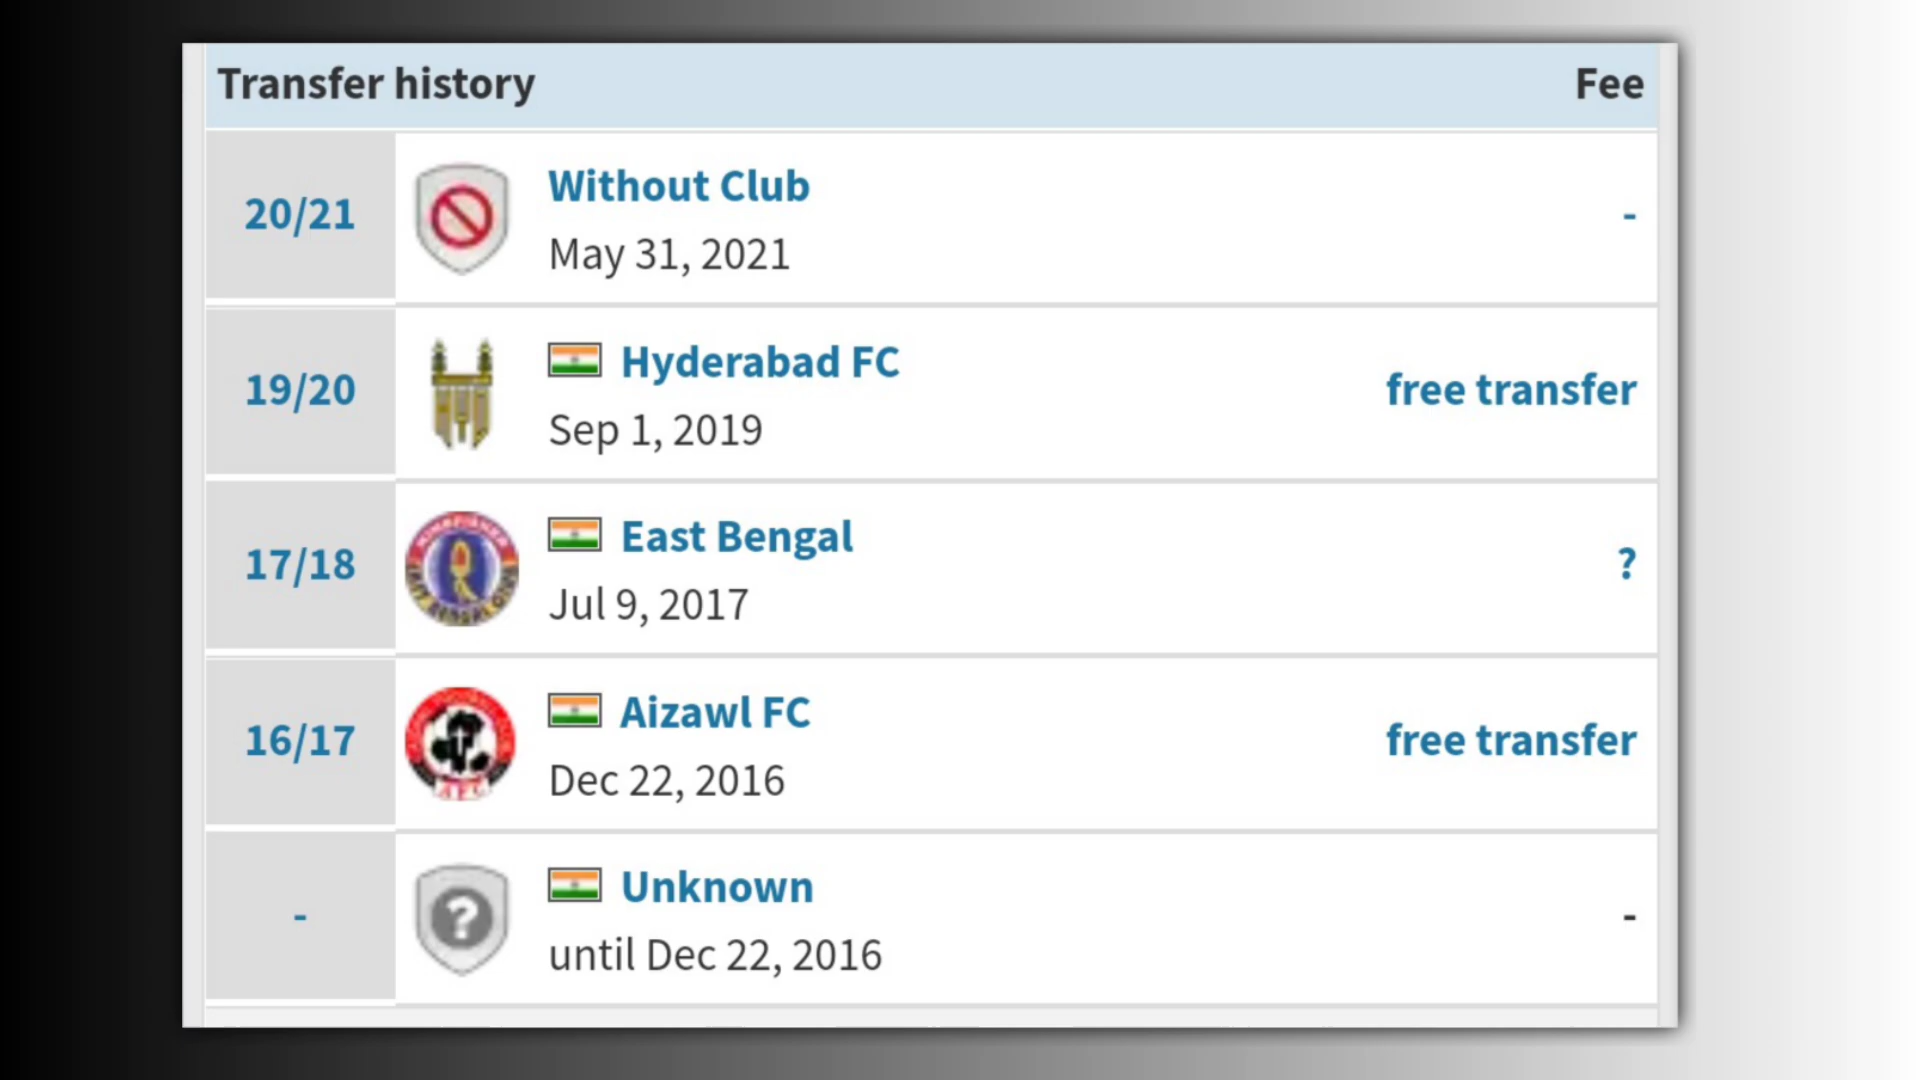 Transfer history Fee
20/21 Without Club -
May 31, 2021
19/20 Hyderabad FC free transfer
Sep 1, 2019
17/18 East Bengal ?
Jul 9, 2017
16/17 Aizawl FC free transfer
Dec 22, 2016
- Unknown -
until Dec 22, 2016